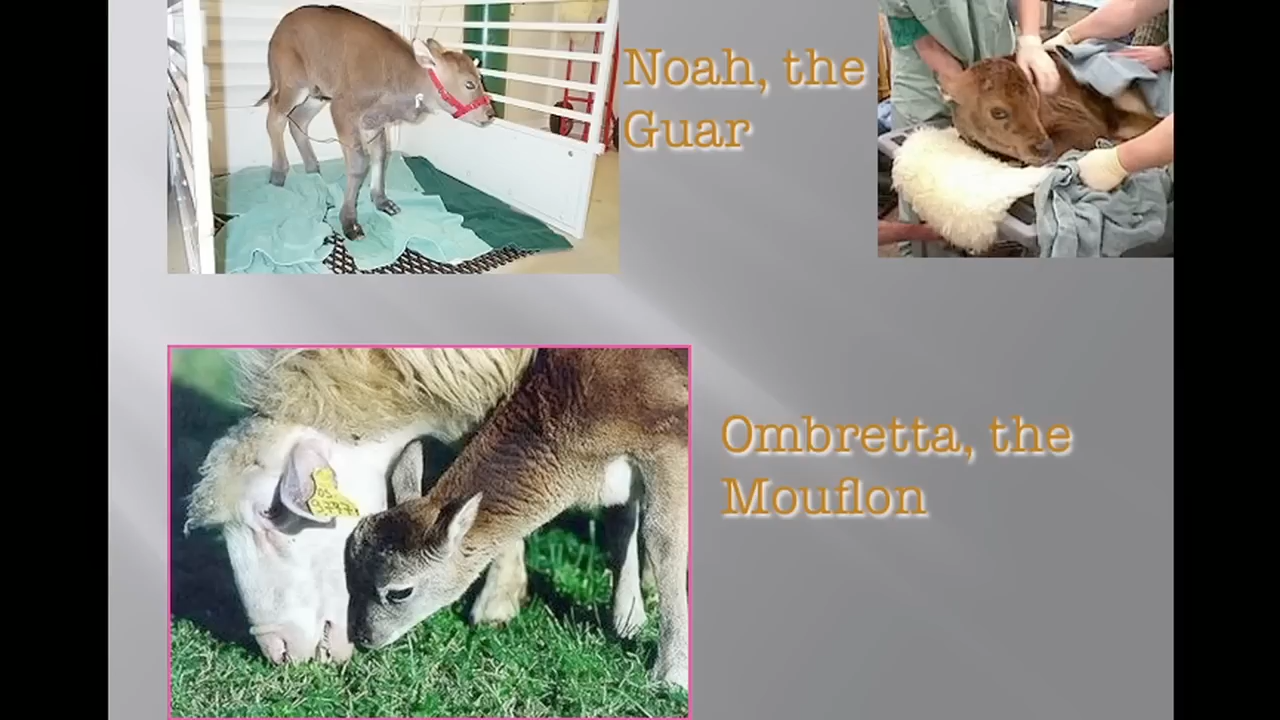 Noah, the
Guar
Ombretta, the
Mouflon